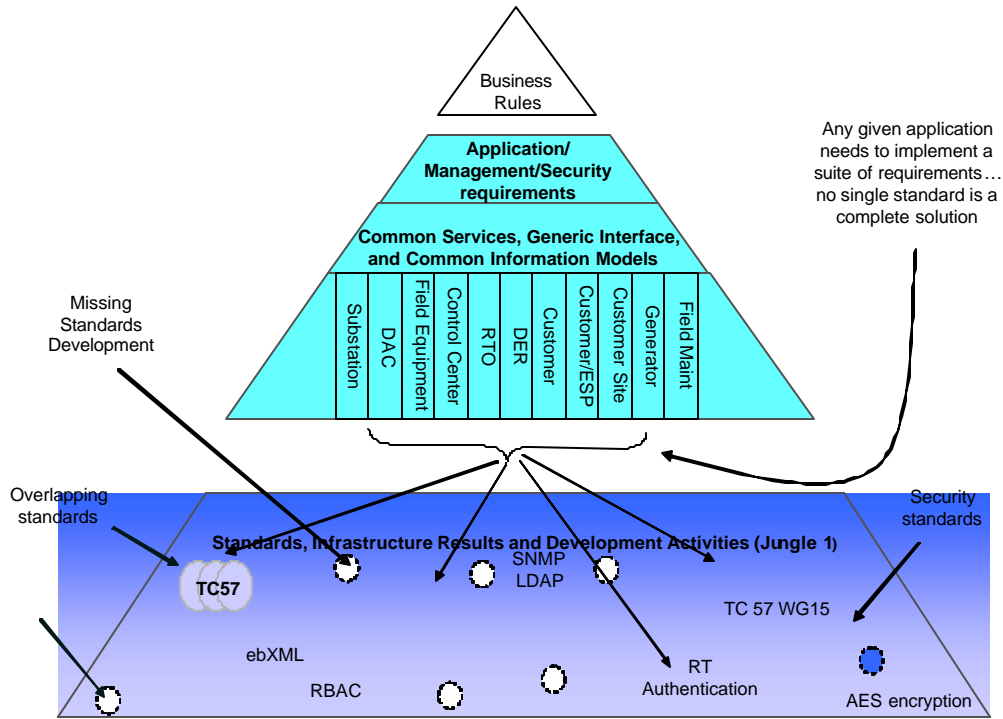 Business
Rules
Application/
Management/Security
requirements
Common Services, Generic Interface,
and Common Information Models
Substation
DAC
Field Equipment
Control Center
RTO
DER
Customer
Customer/ESP
Customer Site
Generator
Field Maint
Any given application
needs to implement a
suite of requirements…
no single standard is a
complete solution
Missing
Standards
Development
Overlapping
standards
Security
standards
Standards, Infrastructure Results and Development Activities (Jungle 1)
SNMP
LDAP
TC57
TC 57 WG15
ebXML
RBAC
RT
Authentication
AES encryption